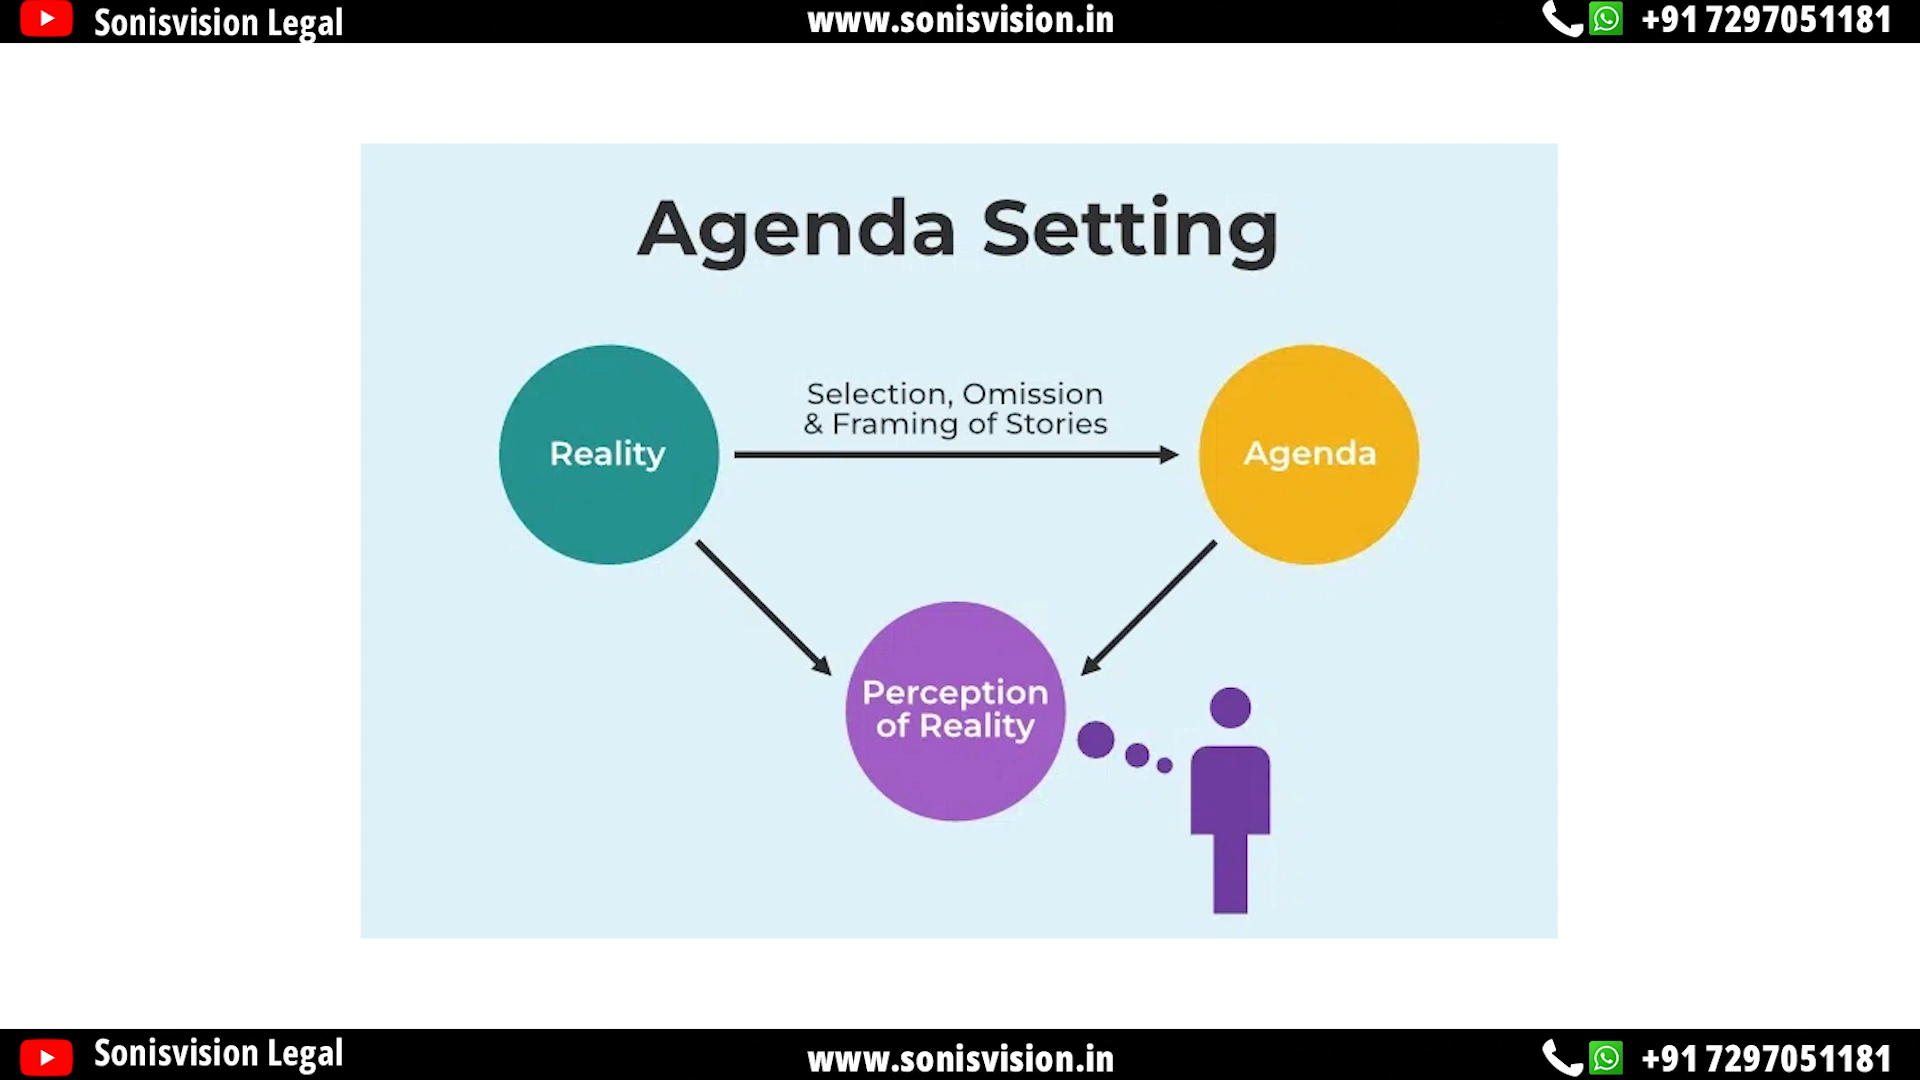 Sonisvision Legal
www.sonisvision.in
+91 7297051181
Agenda Setting
Selection, Omission
& Framing of Stories
Reality
Agenda
Perception
of Reality
Sonisvision Legal
www.sonisvision.in
+91 7297051181